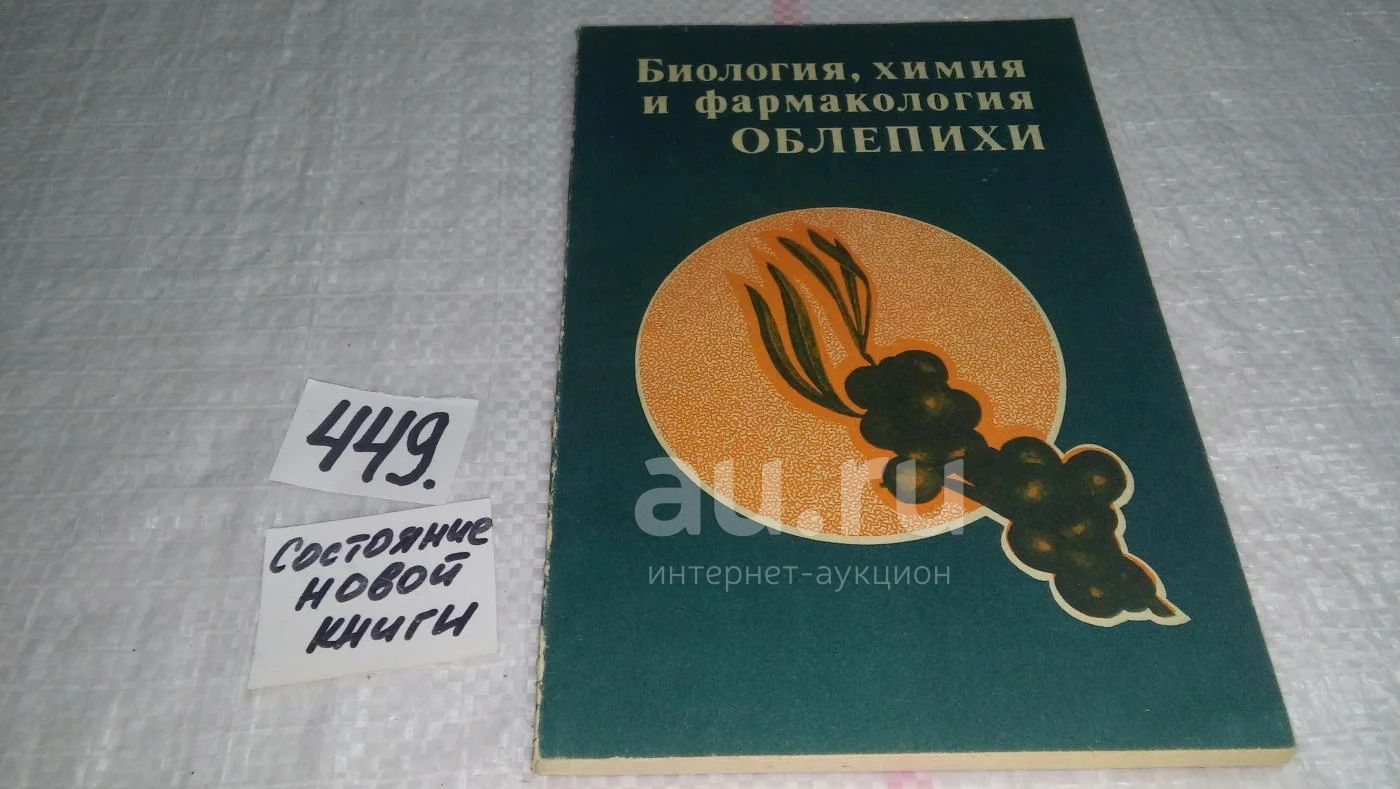 Биология, химия
и фармакология
ОБЛЕПИХИ
449.
Состояние
новой
книги
au.ru
интернет-аукцион